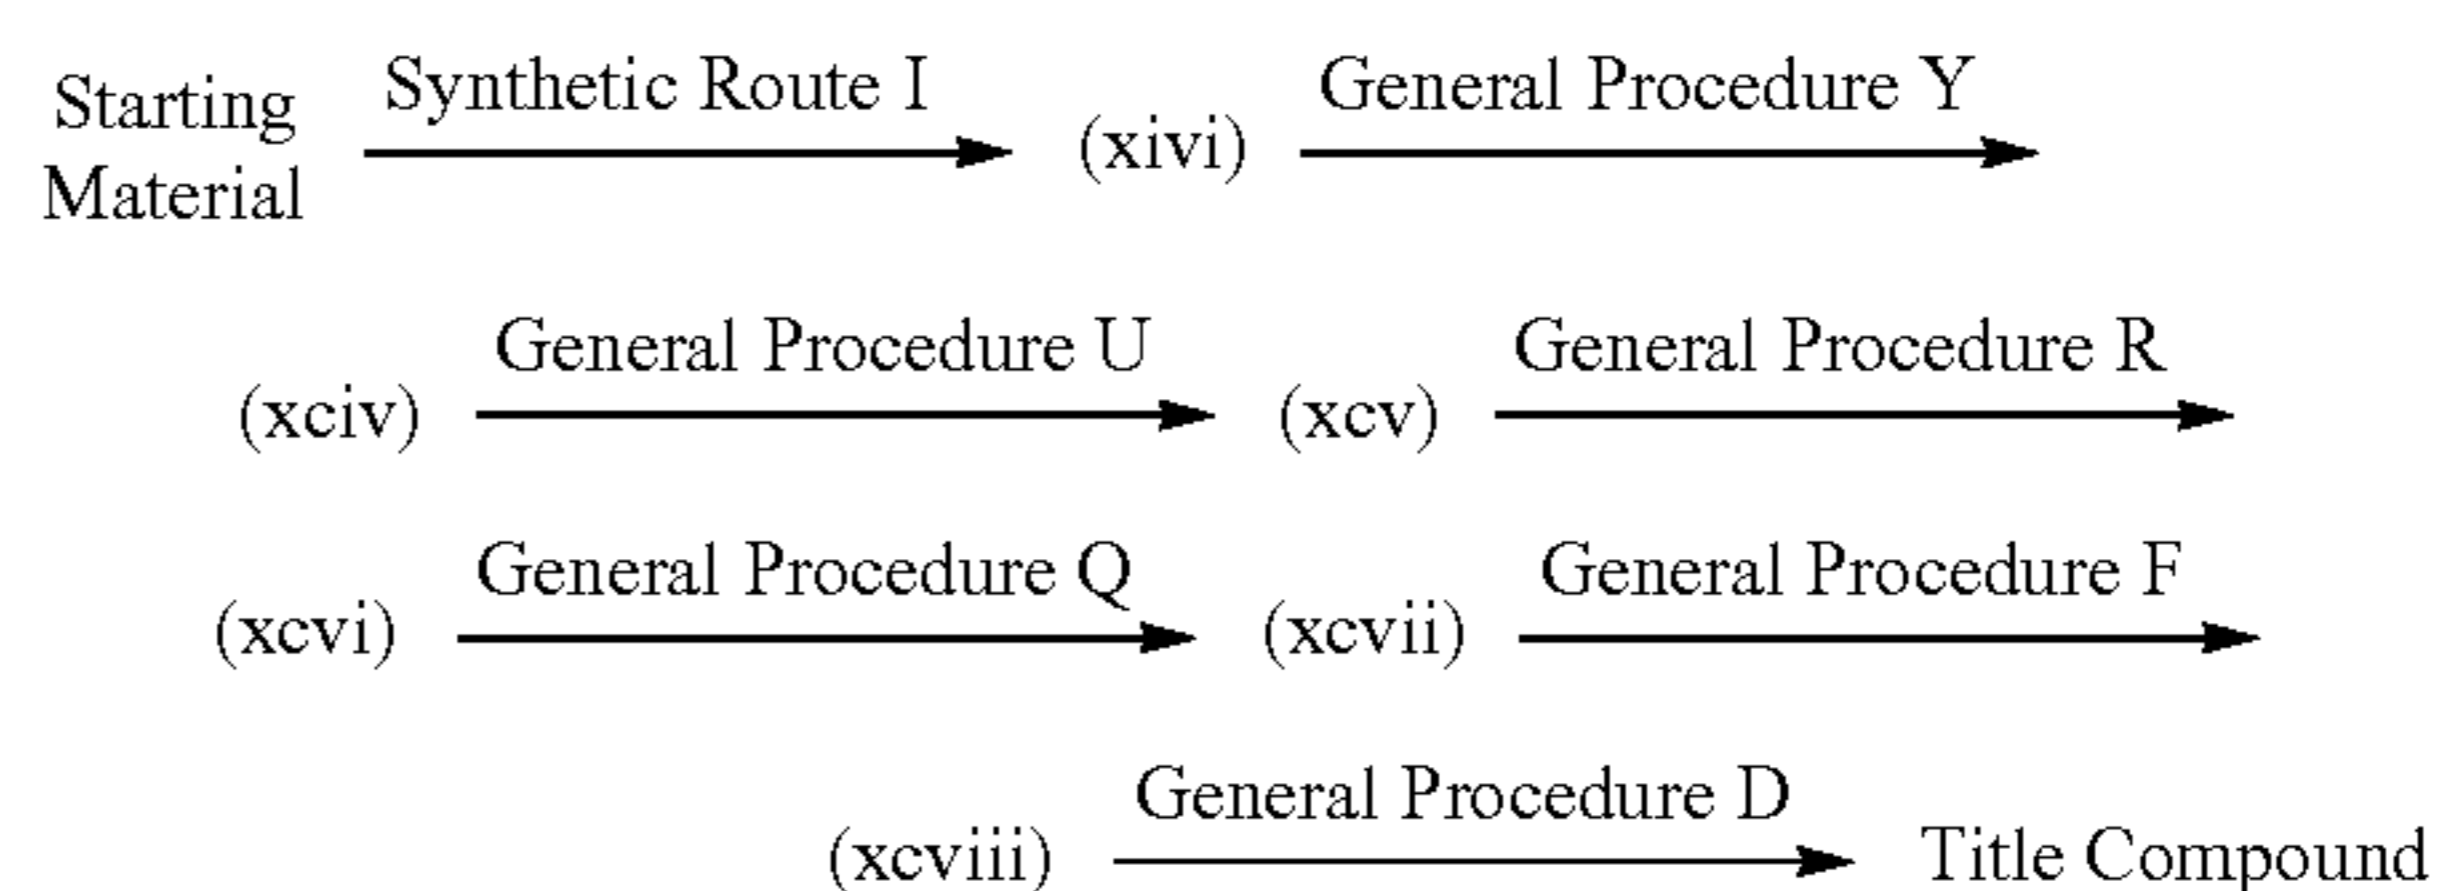 Starting Material Synthetic Route I (xivi) General Procedure Y
(xciv) General Procedure U (xcv) General Procedure R
(xcvi) General Procedure Q (xcvii) General Procedure F
(xcviii) General Procedure D Title Compound